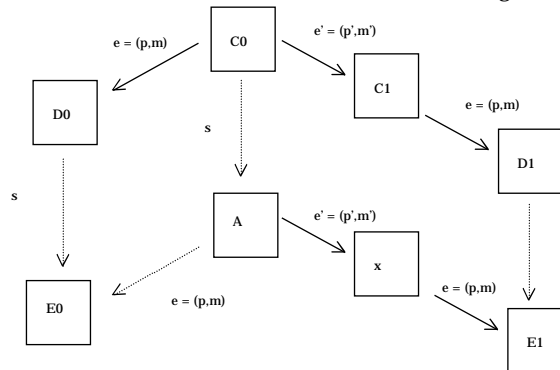 C0
e = (p,m)
e' = (p',m')
C1
D0
e = (p,m)
s
D1
s
A
e' = (p',m')
x
E0
e = (p,m)
e = (p,m)
E1